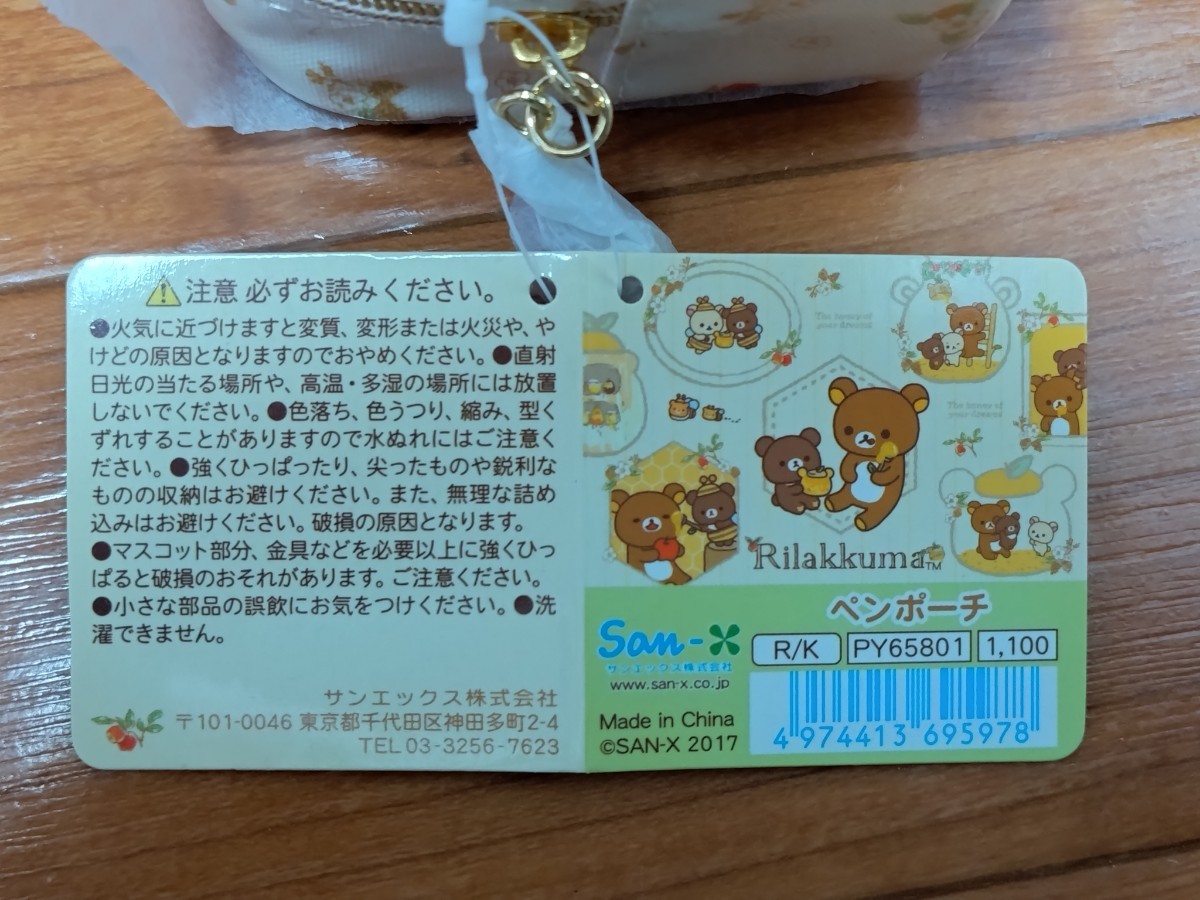 注意 必ずお読みください。
●火気に近づけますと変質、変形または火災や、や
けどの原因となりますのでおやめください。●直射
日光の当たる場所や、高温・多湿の場所には放置
しないでください。●色落ち、色うつり、縮み、型く
ずれすることがありますので水ぬれにはご注意く
ださい。●強くひっぱったり、尖ったものや鋭利な
ものの収納はお避けください。また、無理な詰め
込みはお避けください。破損の原因となります。
●マスコット部分、金具などを必要以上に強くひっ
ぱると破損のおそれがあります。ご注意ください。
●小さな部品の誤飲にお気をつけください。●洗
濯できません。
サンエックス株式会社
〒101-0046 東京都千代田区神田多町2-4
TEL 03-3256-7623
The honey of
your dreams
The honey of
your dreams
Rilakkuma TM
ペンポーチ
San-X
サンエックス株式会社
www.san-x.co.jp
R/K PY65801 1,100
Made in China
©SAN-X 2017
4 974413 695978